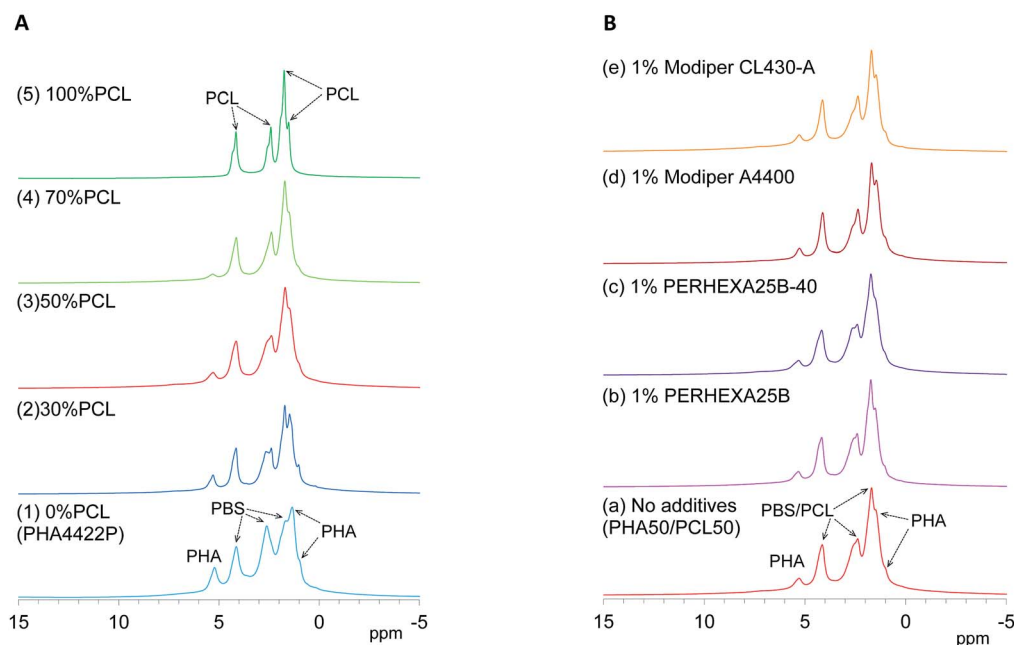 A
(5) 100%PCL
PCL
PCL
(4) 70%PCL
(3)50%PCL
(2)30%PCL
(1) 0%PCL
(PHA4422P)
PBS
PHA
PHA
15
10
5
0
-5
ppm
B
(e) 1% Modiper CL430-A
(d) 1% Modiper A4400
(c) 1% PERHEXA25B-40
(b) 1% PERHEXA25B
(a) No additives
(PHA50/PCL50)
PBS/PCL
PHA
PHA
15
10
5
0
-5
ppm